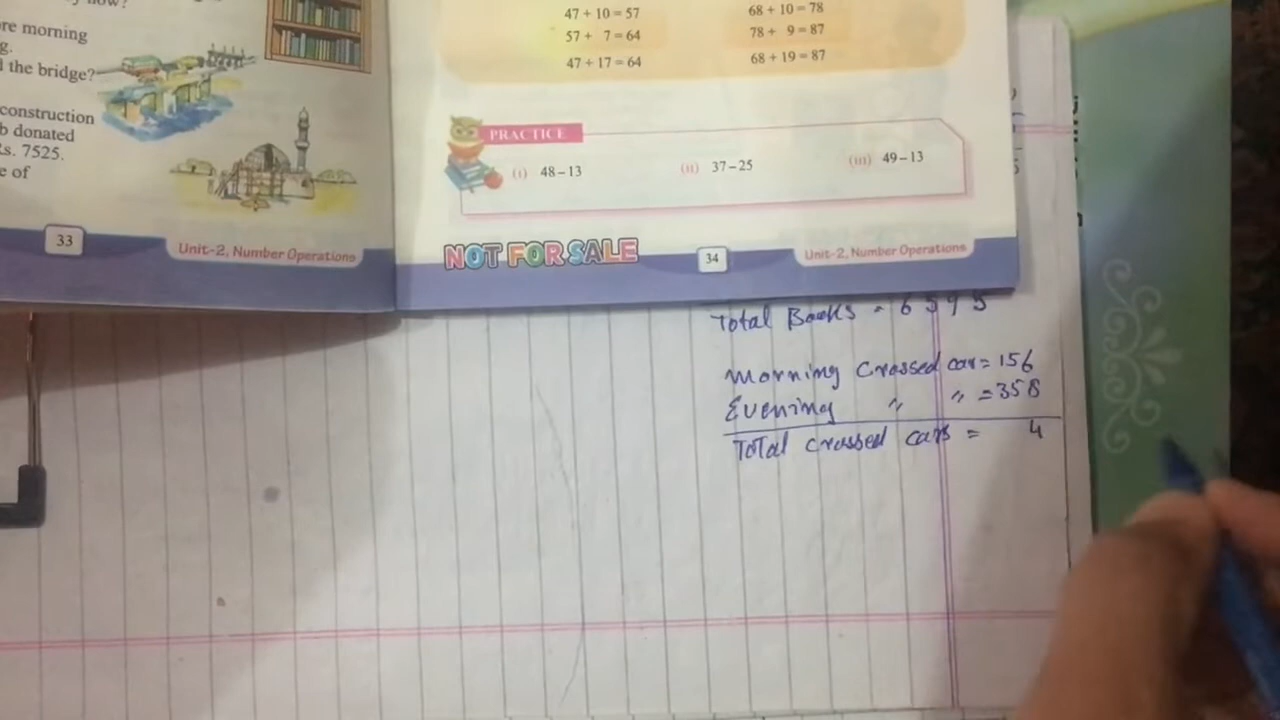 re morning
g.
the bridge?
construction
b donated
Rs. 7525.
e of
33
Unit-2, Number Operations
47 + 10 = 57
57 + 7 = 64
47 + 17 = 64
68 + 10 = 78
78 + 9 = 87
68 + 19 = 87
PRACTICE
(i) 48 – 13
(ii) 37 – 25
(iii) 49 – 13
NOT FOR SALE
34
Unit-2, Number Operations
Total Books = 6595
Morning Crossed car = 156
Evening " " = 358
Total crossed cars = 4